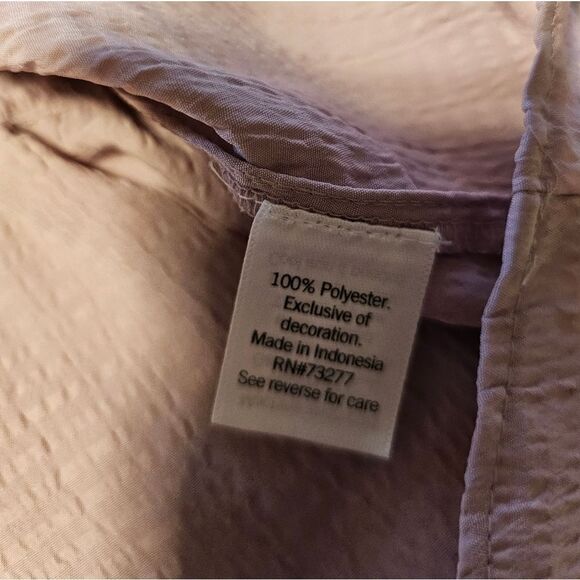 100% Polyester.
Exclusive of
decoration.
Made in Indonesia
RN#73277
See reverse for care